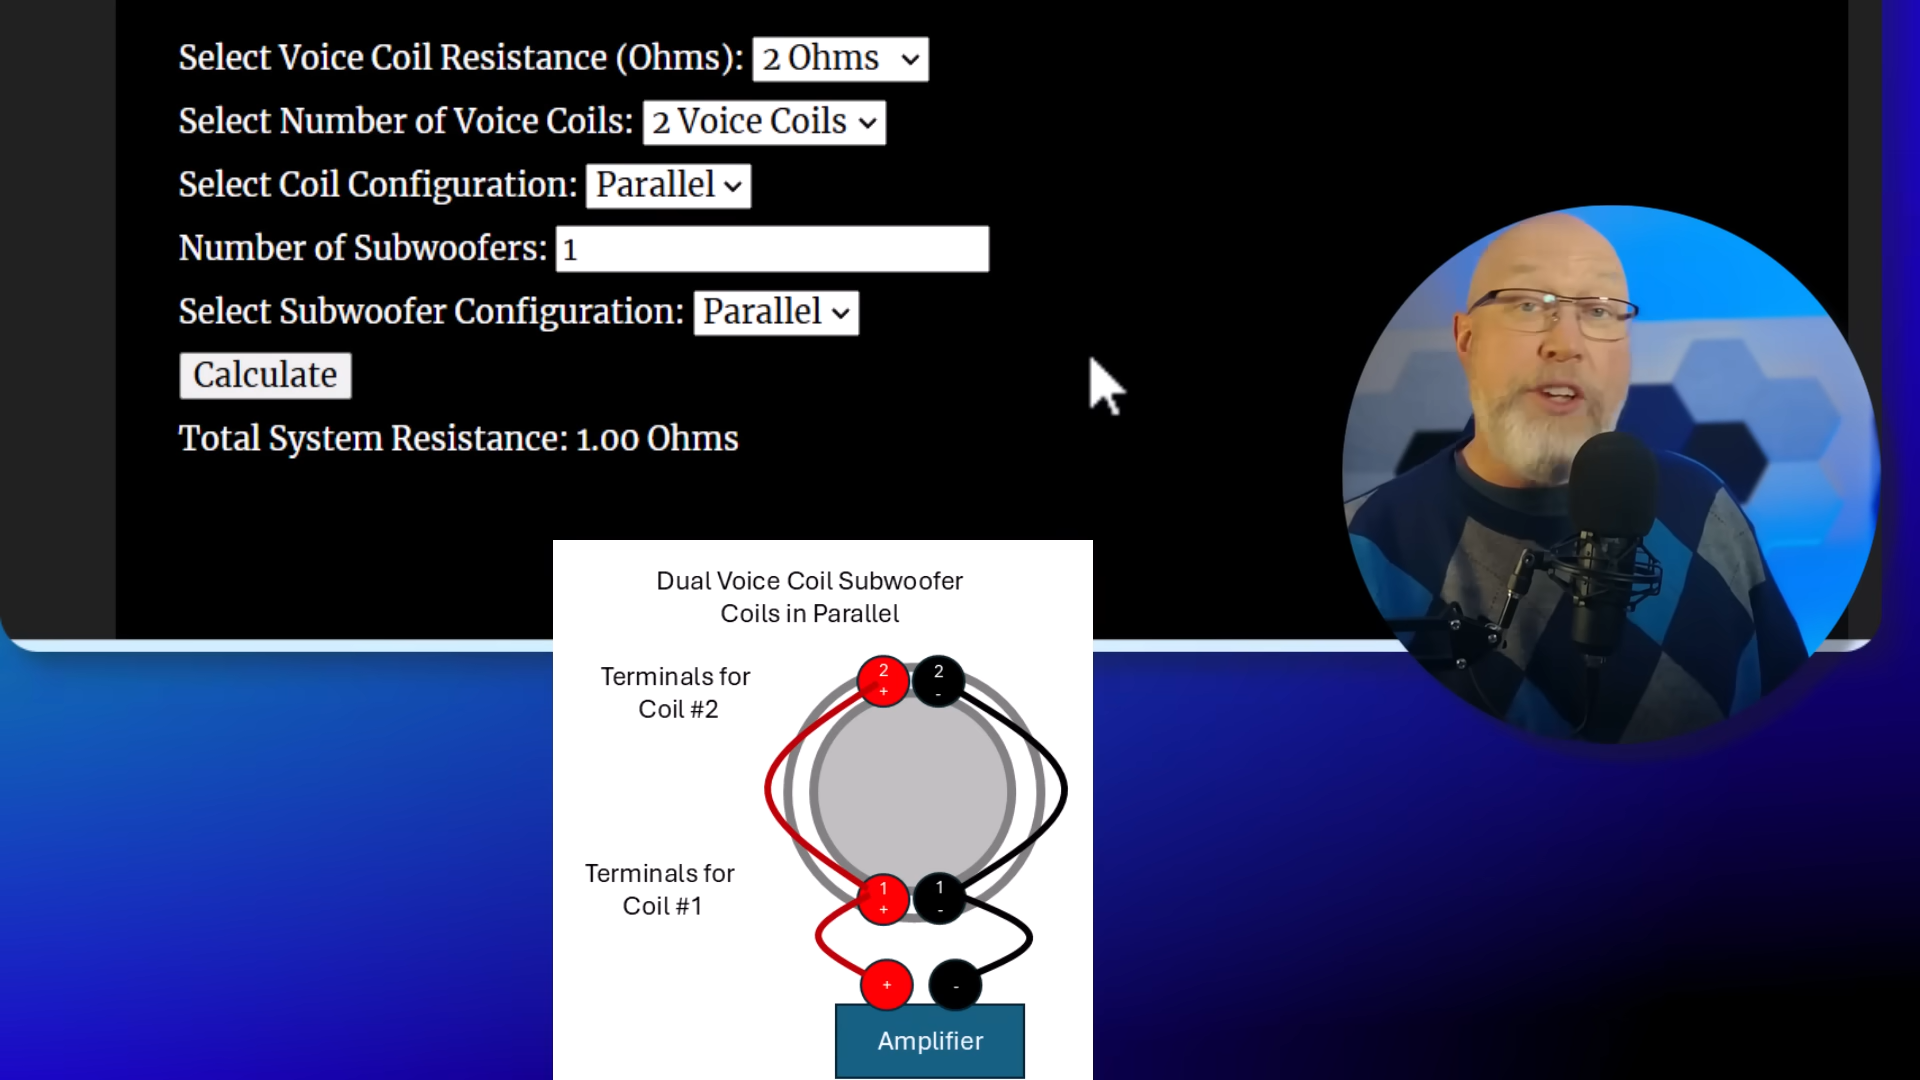 Select Voice Coil Resistance (Ohms): 2 Ohms
Select Number of Voice Coils: 2 Voice Coils
Select Coil Configuration: Parallel
Number of Subwoofers: 1
Select Subwoofer Configuration: Parallel
Calculate
Total System Resistance: 1.00 Ohms
Dual Voice Coil Subwoofer
Coils in Parallel
Terminals for
Coil #2
2 2
+ -
Terminals for
Coil #1
1 1
+ -
+ -
Amplifier